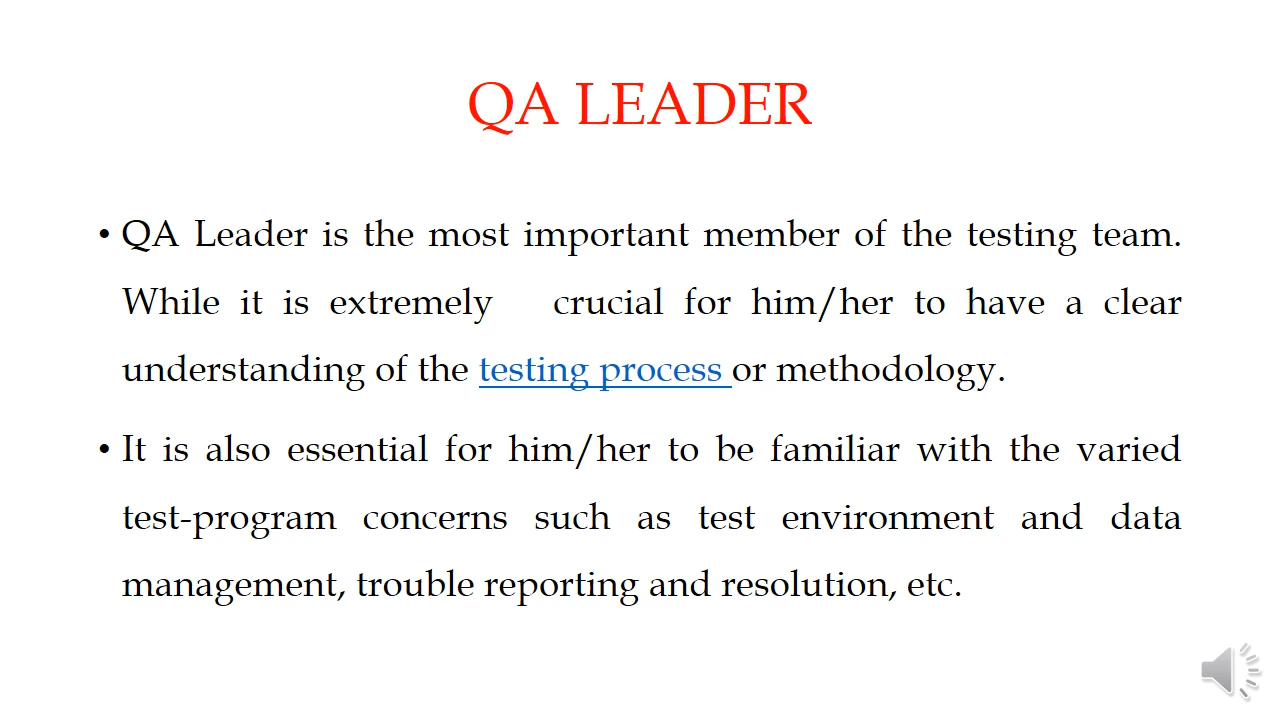 QA LEADER
• QA Leader is the most important member of the testing team.
While it is extremely crucial for him/her to have a clear
understanding of the testing process or methodology.
• It is also essential for him/her to be familiar with the varied
test-program concerns such as test environment and data
management, trouble reporting and resolution, etc.